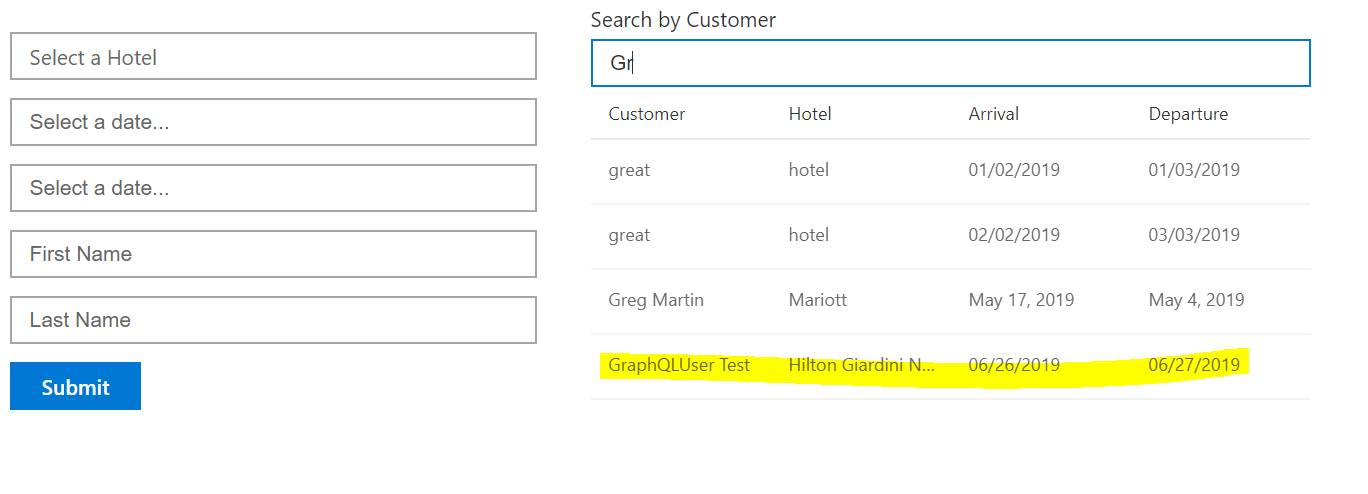 Select a Hotel
Select a date...
Select a date...
First Name
Last Name
Submit
Search by Customer
Gr
Customer Hotel Arrival Departure
great hotel 01/02/2019 01/03/2019
great hotel 02/02/2019 03/03/2019
Greg Martin Mariott May 17, 2019 May 4, 2019
GraphQLUser Test Hilton Giardini N... 06/26/2019 06/27/2019